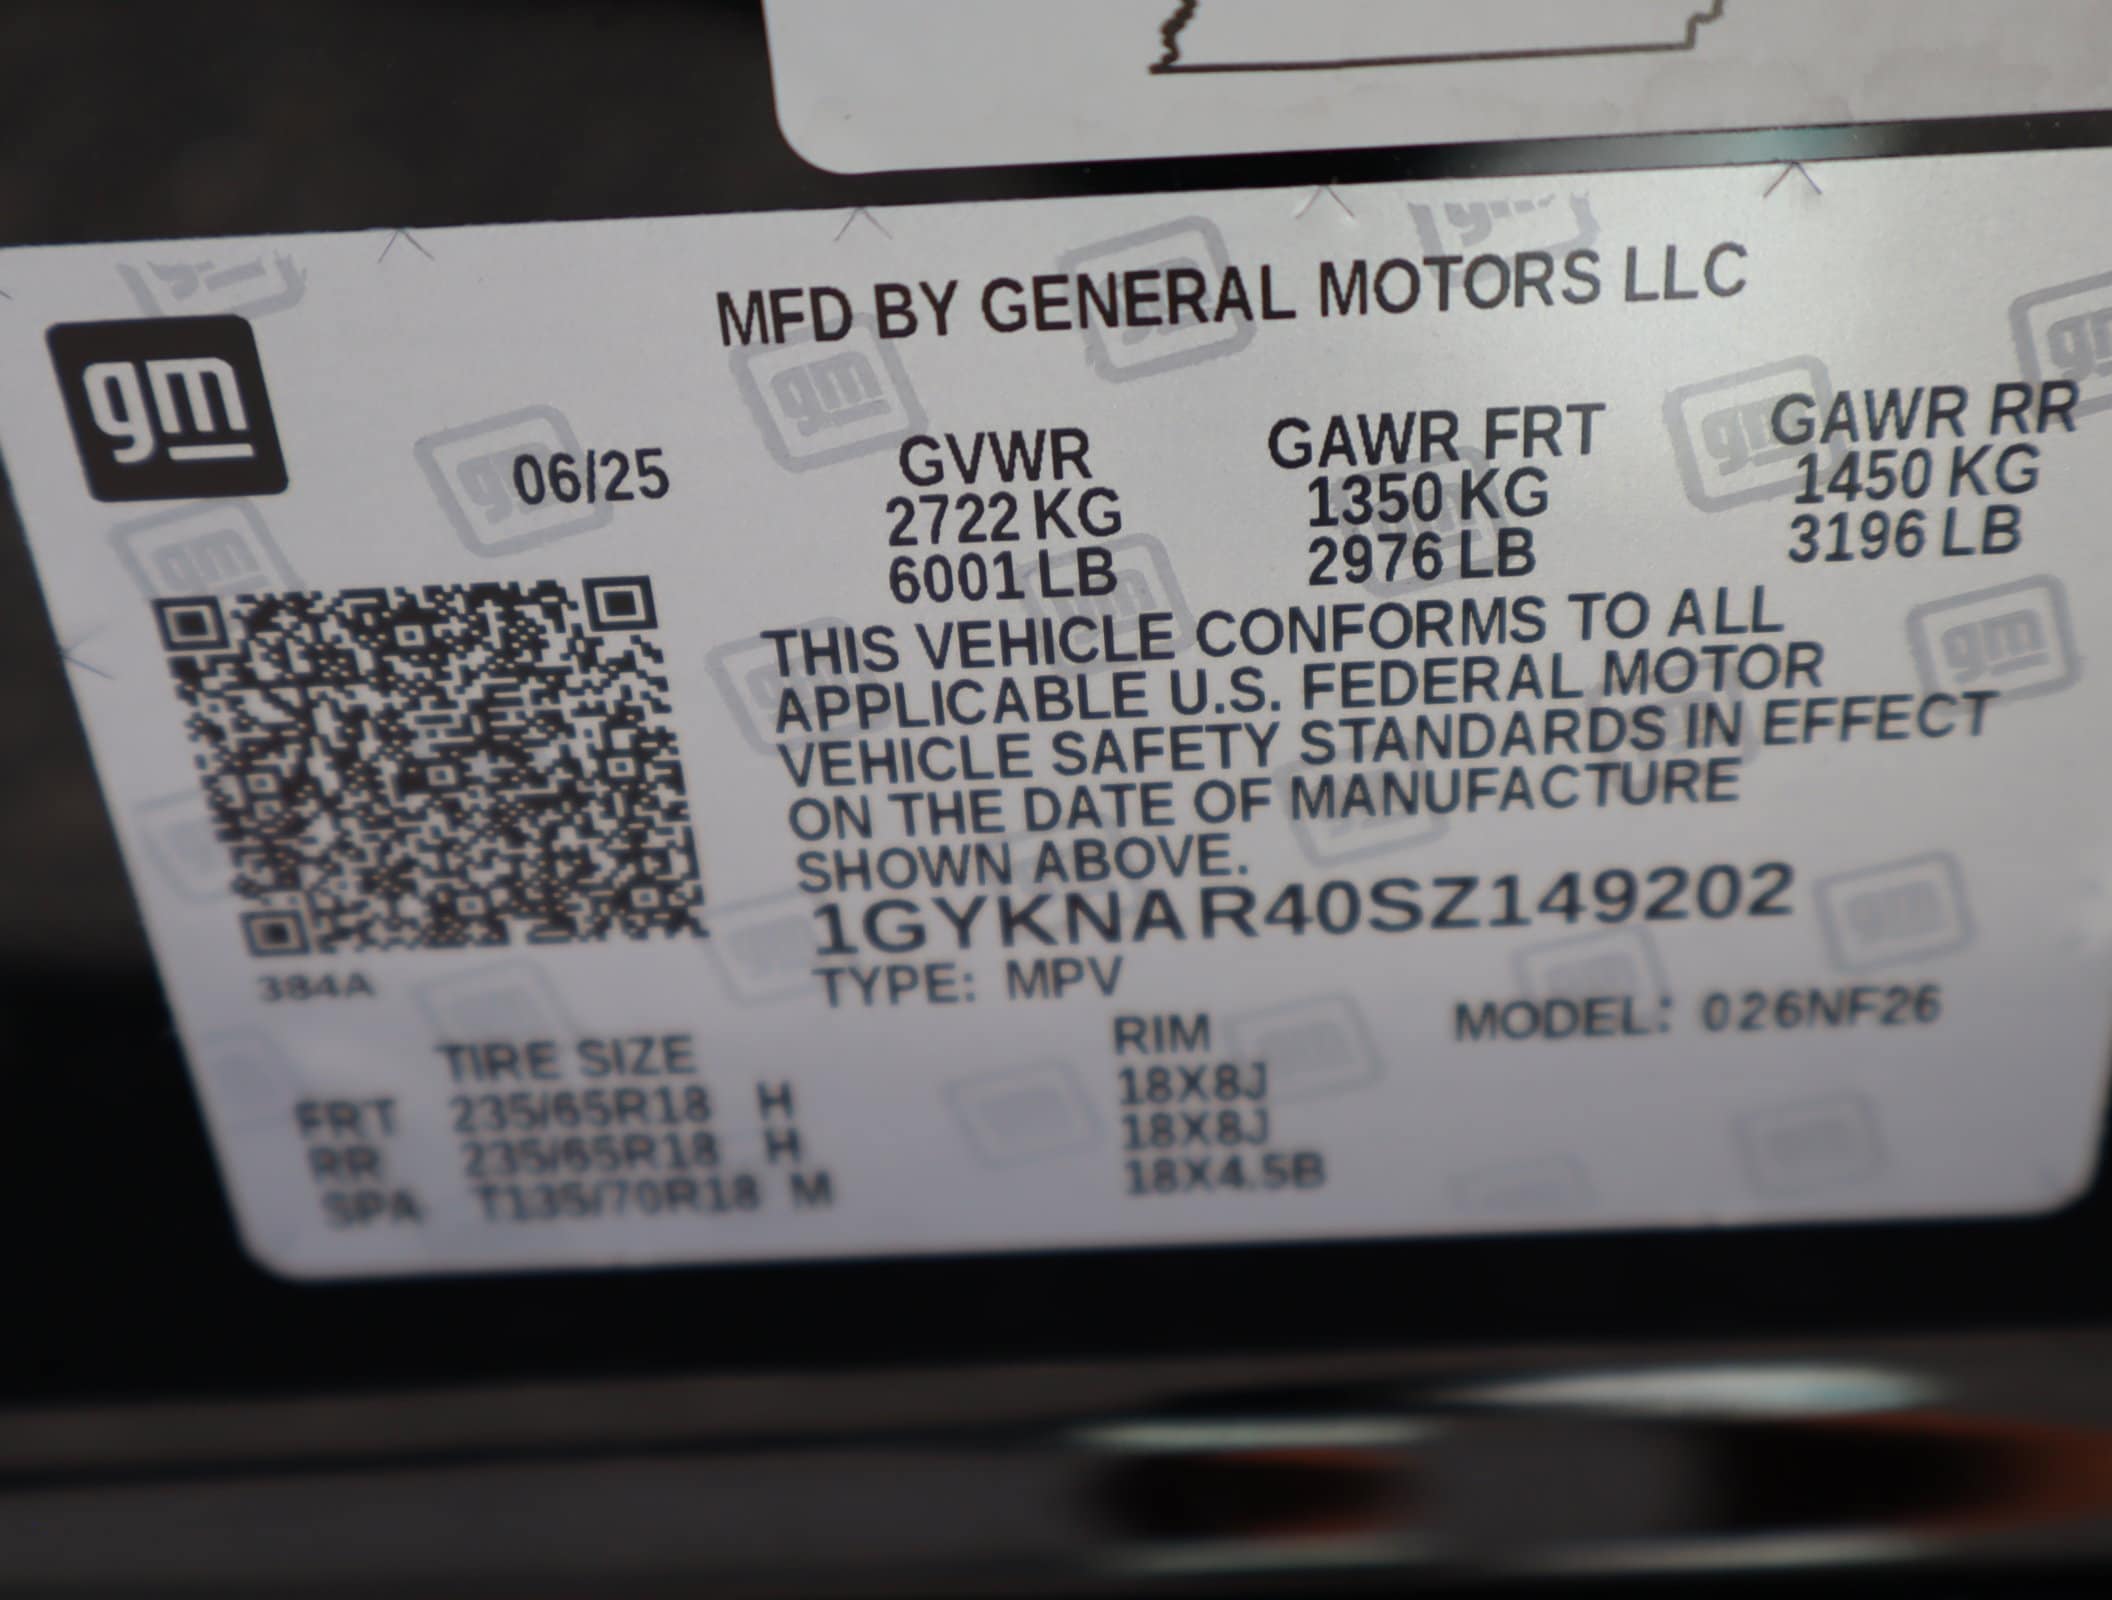 MFD BY GENERAL MOTORS LLC
gm
06/25
GVWR GAWR FRT GAWR RR
2722 KG 1350 KG 1450 KG
6001 LB 2976 LB 3196 LB
THIS VEHICLE CONFORMS TO ALL
APPLICABLE U.S. FEDERAL MOTOR
VEHICLE SAFETY STANDARDS IN EFFECT
ON THE DATE OF MANUFACTURE
SHOWN ABOVE.
1GYKNAR40SZ149202
384A
TYPE: MPV
MODEL: 026NF26
TIRE SIZE RIM
FRT 235/65R18 H 18X8J
RR 235/65R18 H 18X8J
SPA T135/70R18 M 18X4.5B